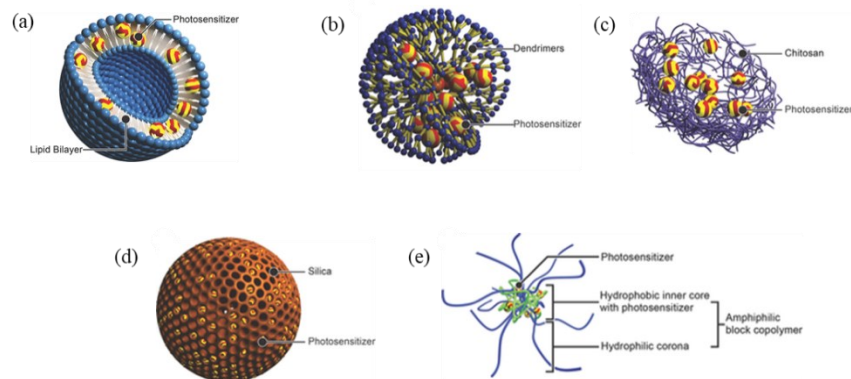 (a)
Photosensitizer
Lipid Bilayer
(b)
Dendrimers
Photosensitizer
(c)
Chitosan
Photosensitizer
(d)
Silica
Photosensitizer
(e)
Photosensitizer
Hydrophobic inner core
with photosensitizer
Hydrophilic corona
Amphiphilic
block copolymer